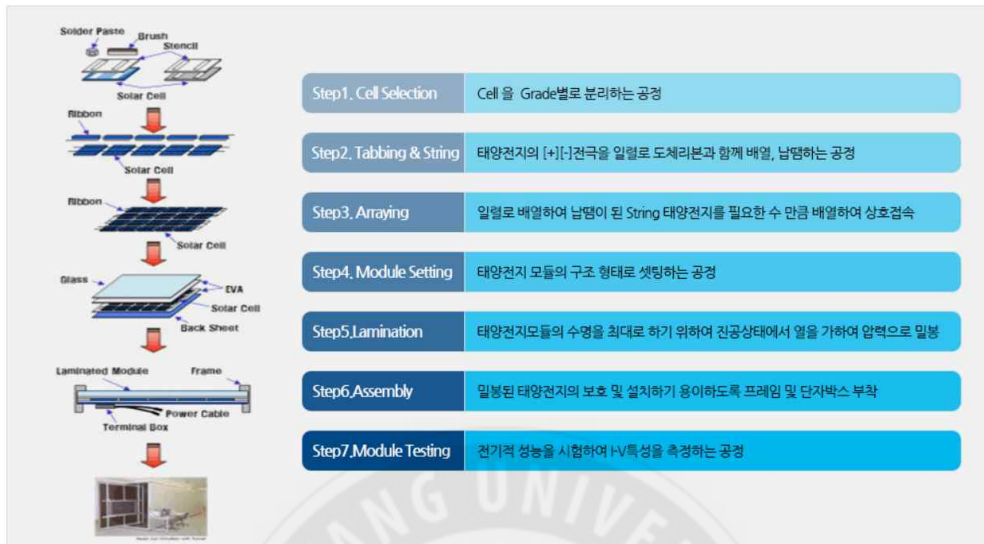 Solder Paste
Brush
Stencil
Solar Cell
Ribbon
Solar Cell
Ribbon
Solar Cell
Glass
EVA
Solar Cell
Back Sheet
Laminated Module
Frame
Power Cable
Terminal Box
Step1. Cell Selection
Cell 을 Grade별로 분리하는 공정
Step2. Tabbing & String
태양전지의 [+][-]전극을 일렬로 도체리본과 함께 배열, 납땜하는 공정
Step3. Arraying
일렬로 배열하여 납땜이 된 String 태양전지를 필요한 수 만큼 배열하여 상호접속
Step4. Module Setting
태양전지 모듈의 구조 형태로 셋팅하는 공정
Step5.Lamination
태양전지모듈의 수명을 최대로 하기 위하여 진공상태에서 열을 가하여 압력으로 밀봉
Step6.Assembly
밀봉된 태양전지의 보호 및 설치하기 용이하도록 프레임 및 단자박스 부착
Step7.Module Testing
전기적 성능을 시험하여 I-V특성을 측정하는 공정
ANG UNIVE